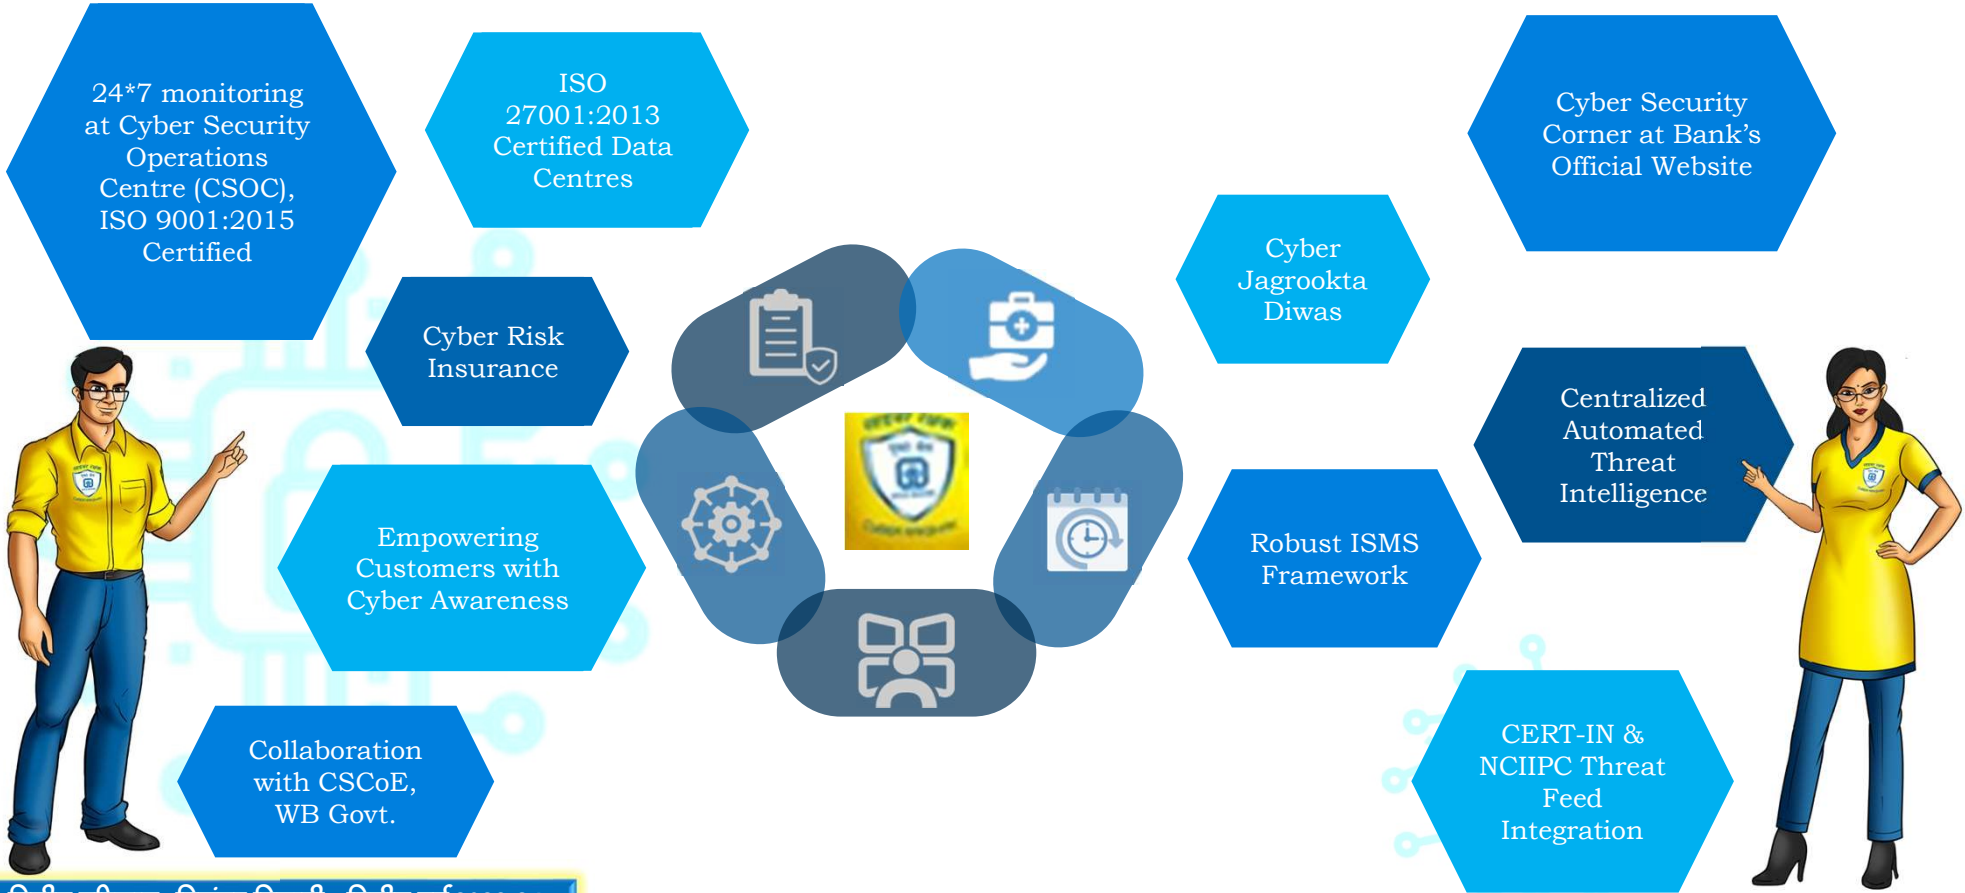 24*7 monitoring
at Cyber Security
Operations
Centre (CSOC),
ISO 9001:2015
Certified
ISO
27001:2013
Certified Data
Centres
Cyber Risk
Insurance
Empowering
Customers with
Cyber Awareness
Collaboration
with CSCoE,
WB Govt.
Cyber Security
Corner at Bank’s
Official Website
Cyber
Jagrookta
Diwas
Centralized
Automated
Threat
Intelligence
Robust ISMS
Framework
CERT-IN &
NCIIPC Threat
Feed
Integration